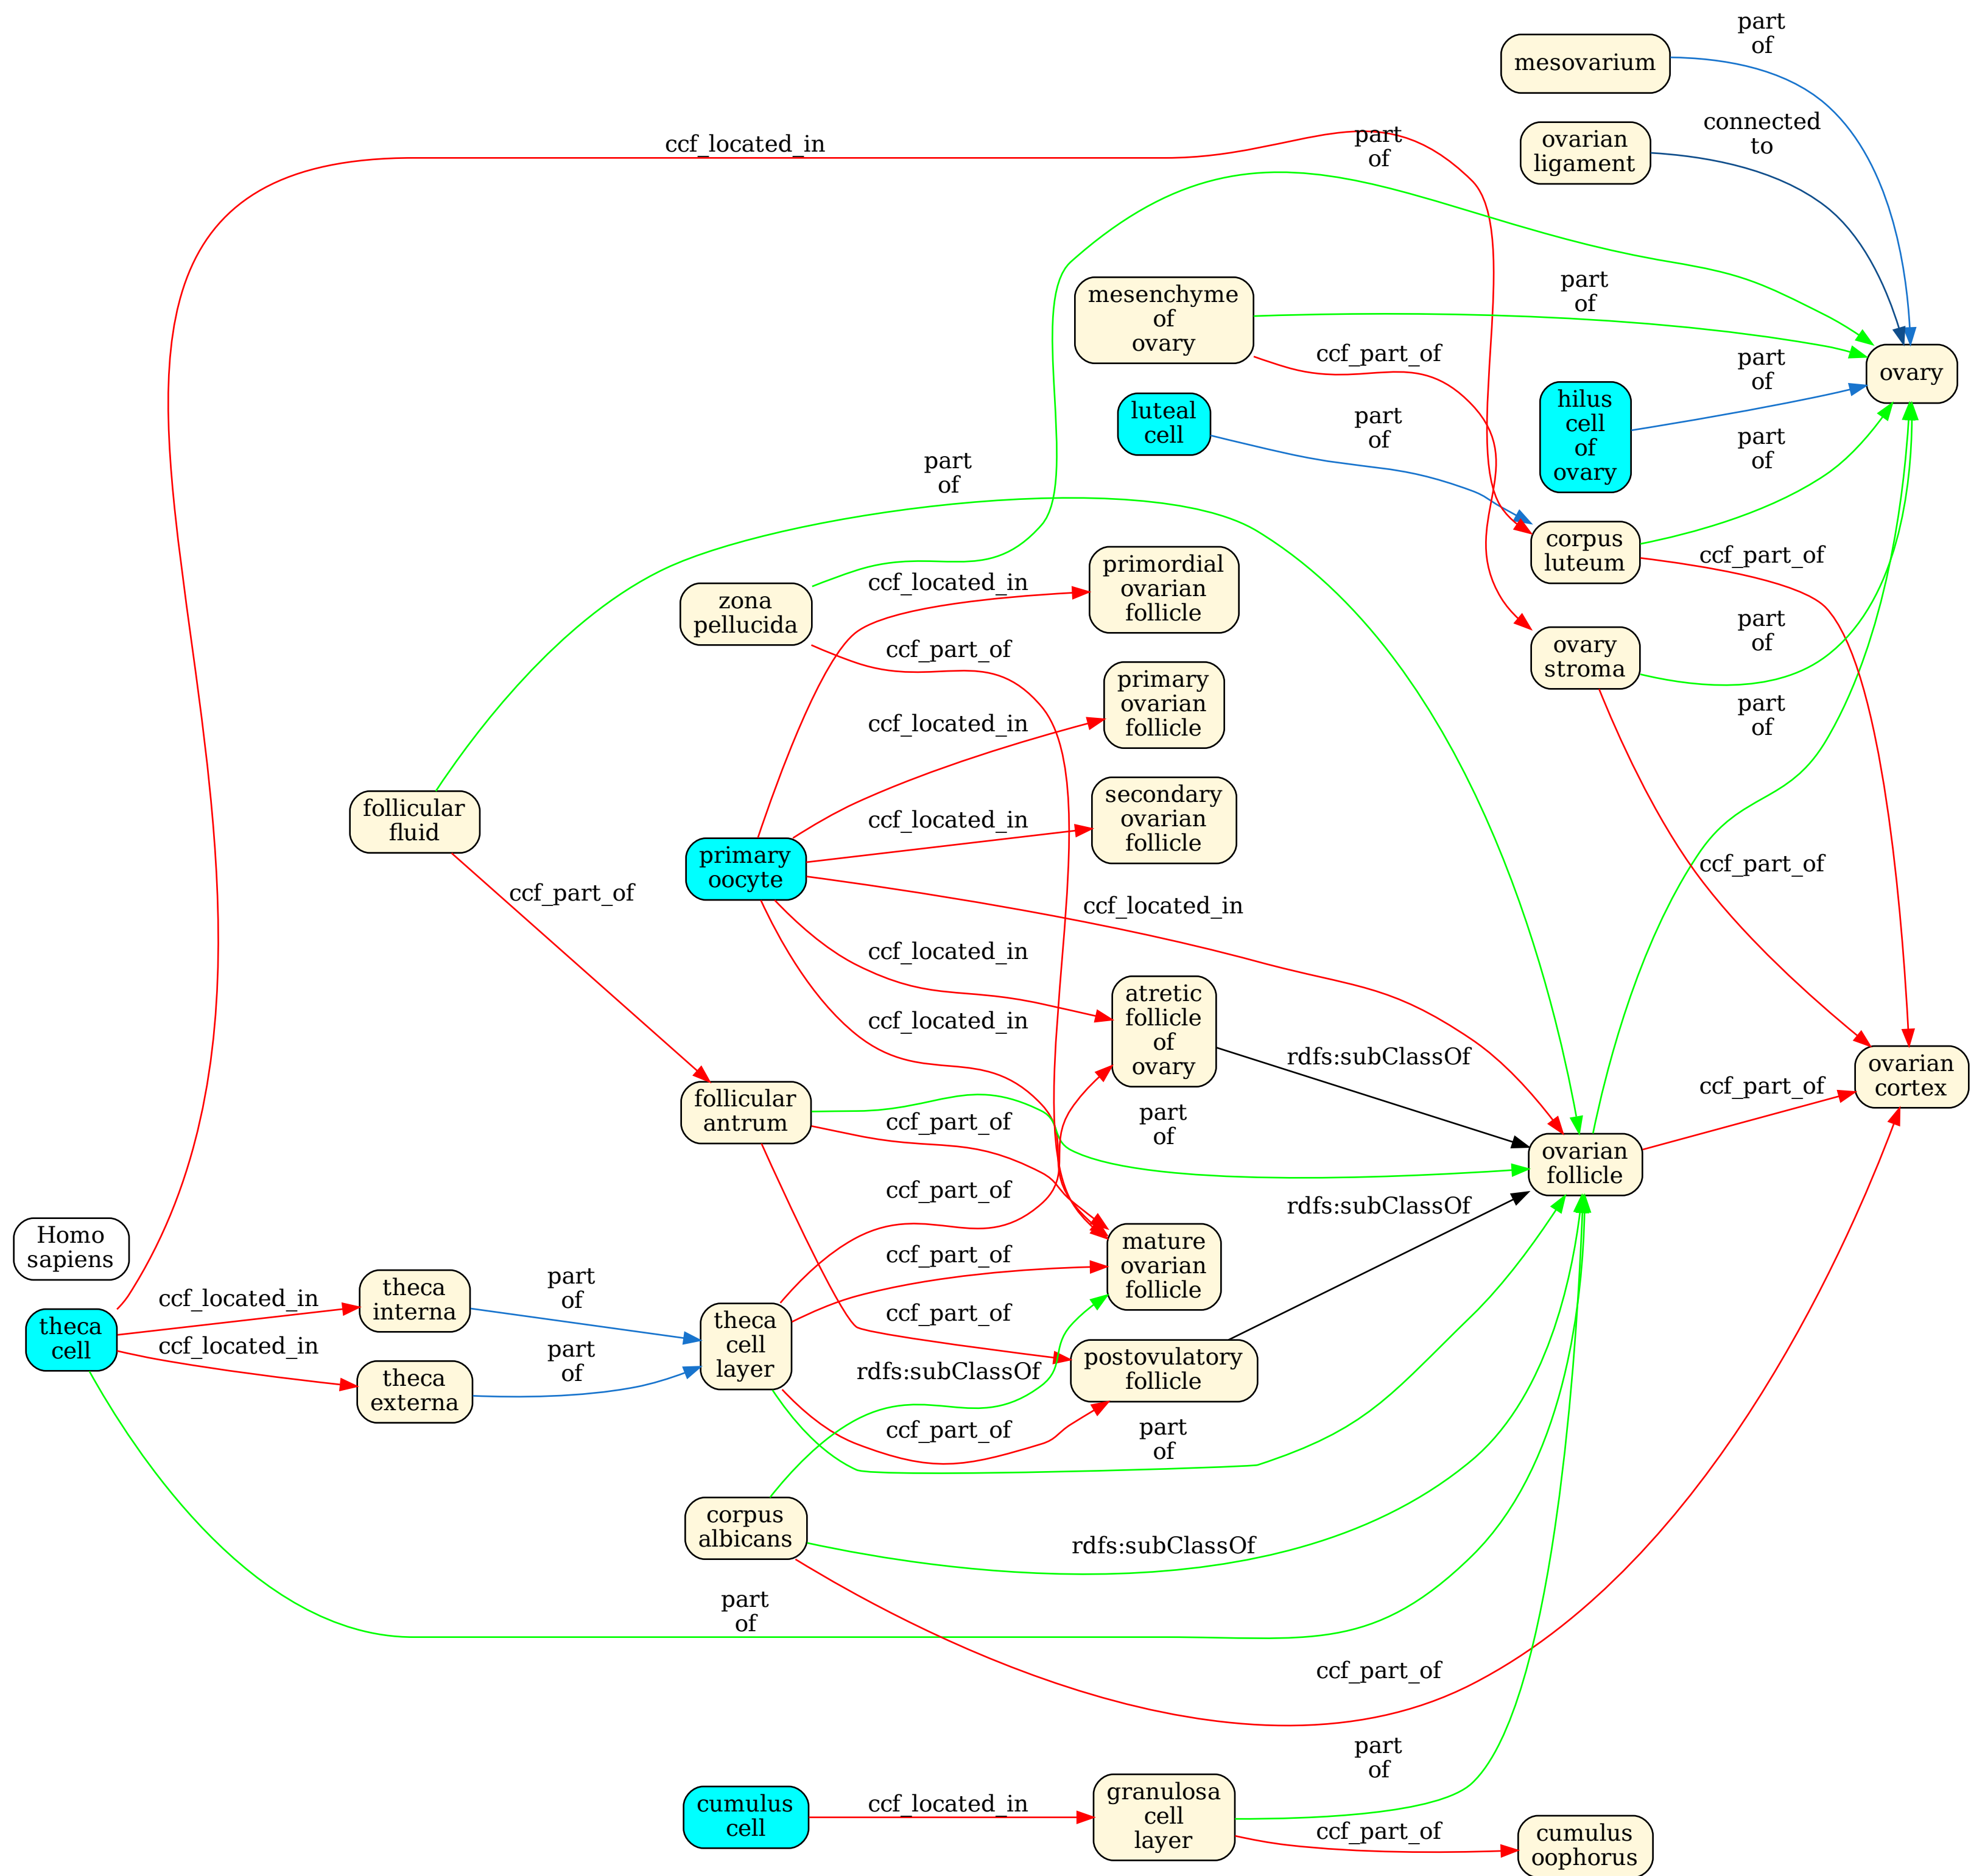 part
of
mesovarium
connected
to
ovarian
ligament
ccf_located_in
part
of
mesenchyme
of
ovary
part
of
ccf_part_of
ovary
part
of
luteal
cell
part
of
hilus
cell
of
ovary
part
of
part
of
corpus
luteum
ccf_part_of
primordial
ovarian
follicle
ccf_located_in
zona
pellucida
ccf_part_of
ovary
stroma
part
of
primary
ovarian
follicle
ccf_located_in
part
of
follicular
fluid
secondary
ovarian
follicle
ccf_located_in
primary
oocyte
ccf_part_of
ccf_part_of
ccf_located_in
ccf_located_in
ccf_located_in
atretic
follicle
of
ovary
rdfs:subClassOf
ovarian
cortex
ccf_part_of
follicular
antrum
ccf_part_of
part
of
ovarian
follicle
ccf_part_of
rdfs:subClassOf
Homo
sapiens
mature
ovarian
follicle
ccf_part_of
theca
interna
part
of
ccf_located_in
theca
cell
ccf_located_in
theca
cell
layer
ccf_part_of
postovulatory
follicle
theca
externa
part
of
rdfs:subClassOf
ccf_part_of
part
of
corpus
albicans
rdfs:subClassOf
part
of
ccf_part_of
part
of
cumulus
cell
ccf_located_in
granulosa
cell
layer
ccf_part_of
cumulus
oophorus